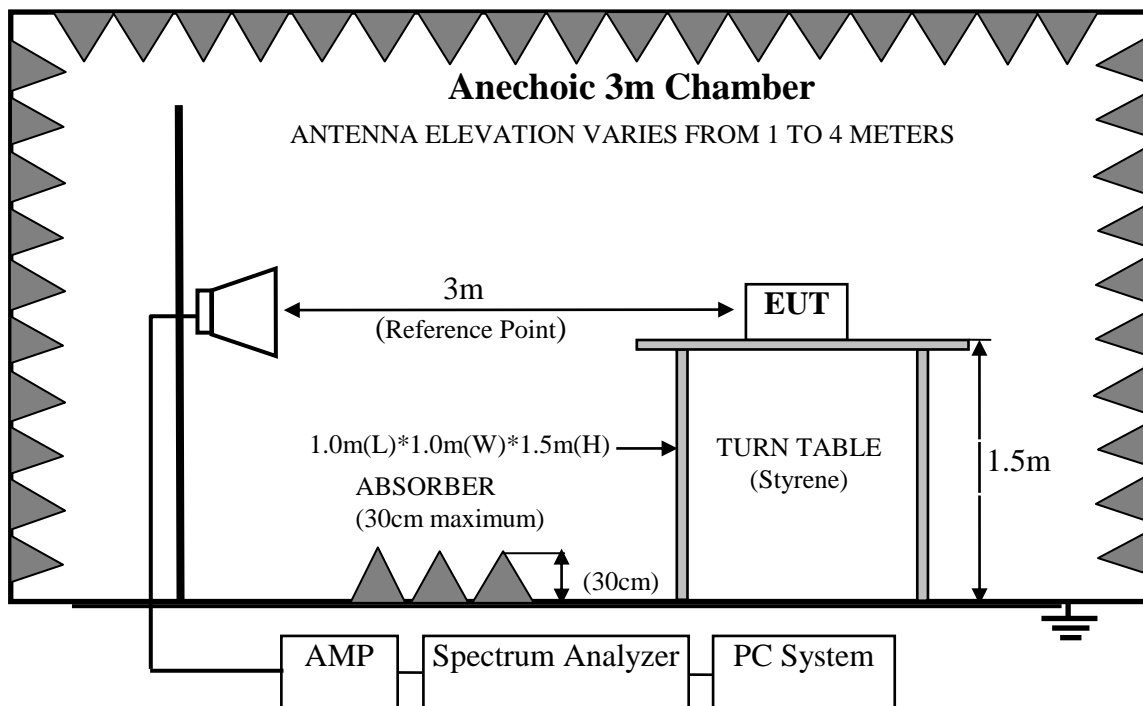 Anechoic 3m Chamber
ANTENNA ELEVATION VARIES FROM 1 TO 4 METERS
3m
(Reference Point)
EUT
1.0m(L)*1.0m(W)*1.5m(H)
TURN TABLE
(Styrene)
1.5m
ABSORBER
(30cm maximum)
(30cm)
AMP
Spectrum Analyzer
PC System